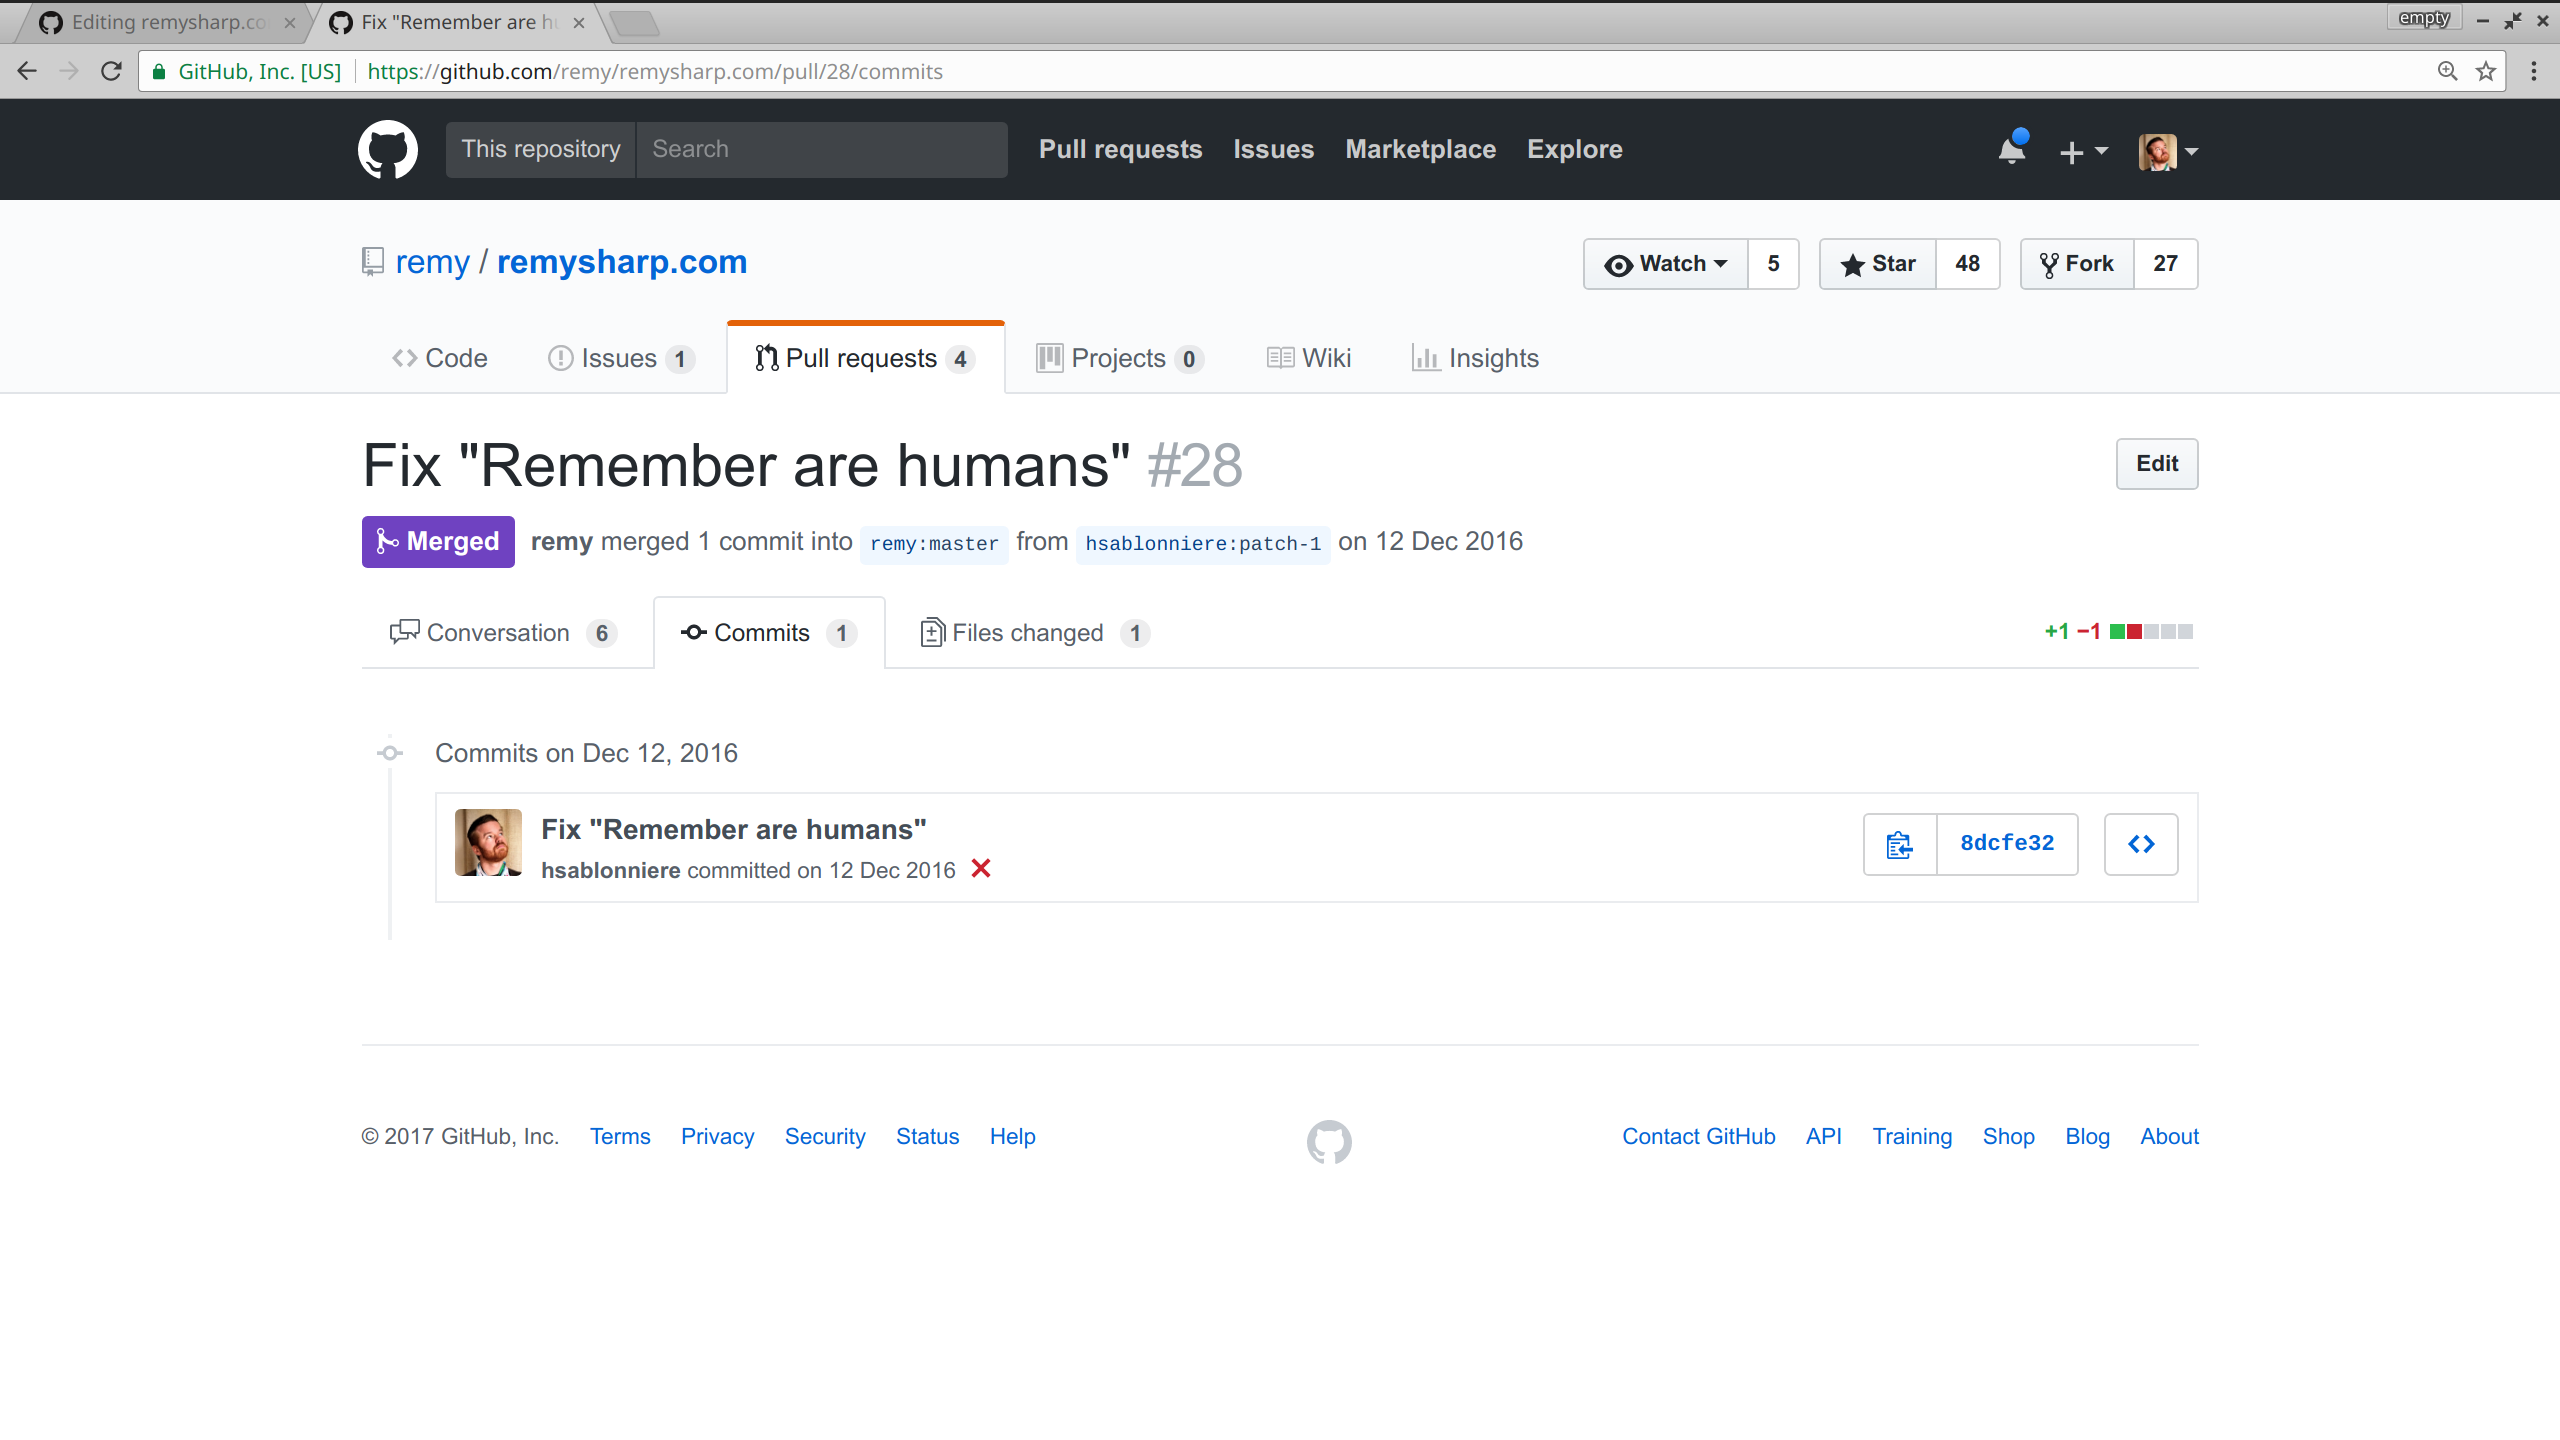 Editing remysharp.co
Fix "Remember are hu
empty
GitHub, Inc. [US] https://github.com/remy/remysharp.com/pull/28/commits
This repository Search Pull requests Issues Marketplace Explore
remy / remysharp.com Watch 5 Star 48 Fork 27
Code Issues 1 Pull requests 4 Projects 0 Wiki Insights
Fix "Remember are humans" #28 Edit
Merged remy merged 1 commit into remy:master from hsablonniere:patch-1 on 12 Dec 2016
Conversation 6 Commits 1 Files changed 1 +1 −1
Commits on Dec 12, 2016
Fix "Remember are humans"
hsablonniere committed on 12 Dec 2016
8dcfe32
© 2017 GitHub, Inc. Terms Privacy Security Status Help Contact GitHub API Training Shop Blog About